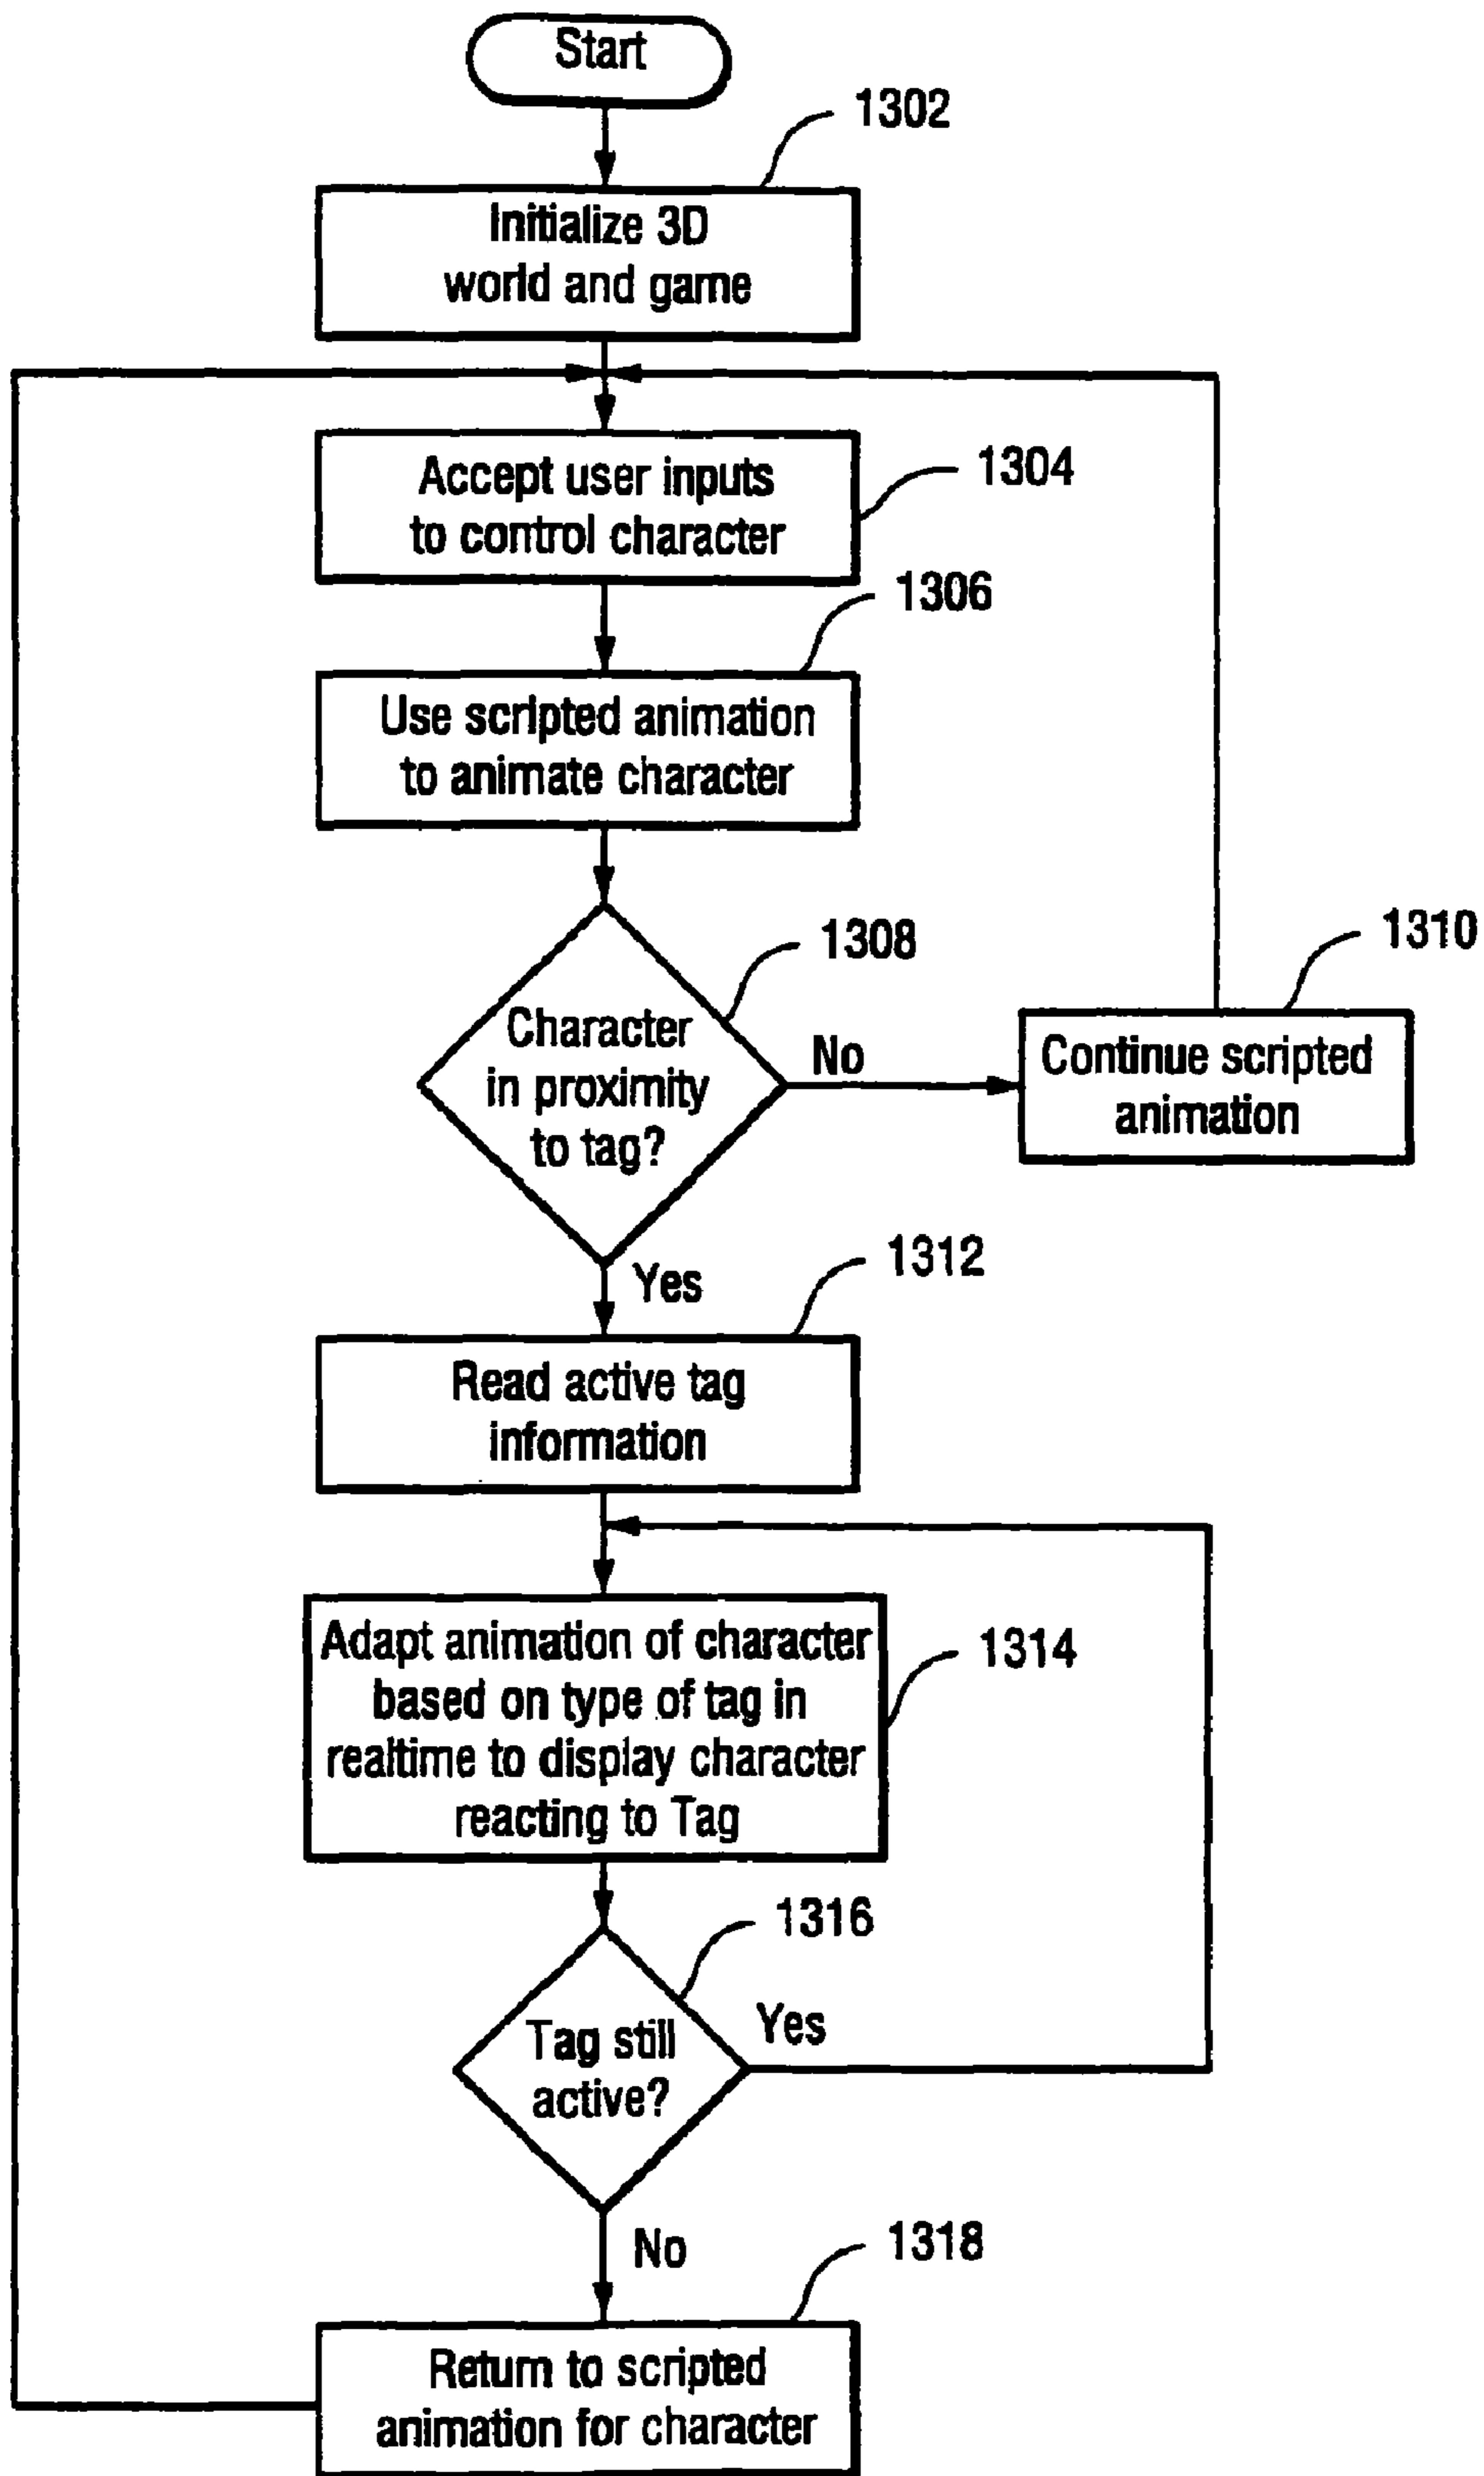 Start
1302
Initialize 3D
world and game
Accept user inputs
to control character
1304
1306
Use scripted animation
to animate character
1308
Character
in proximity
to tag?
No
1310
Continue scripted
animation
Yes
1312
Read active tag
information
Adapt animation of character
based on type of tag in
realtime to display character
reacting to Tag
1314
1316
Tag still
active?
Yes
No
1318
Return to scripted
animation for character